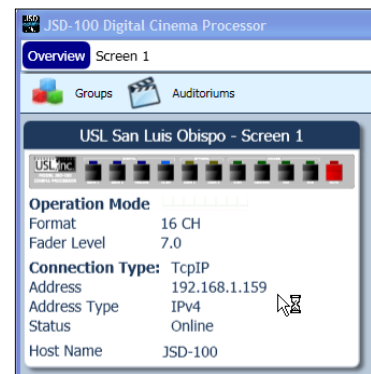 JSD-100 Digital Cinema Processor
Overview Screen 1
Groups Auditoriums
USL San Luis Obispo - Screen 1
USL, inc
Operation Mode
Format 16 CH
Fader Level 7.0
Connection Type: TcpIP
Address 192.168.1.159
Address Type IPv4
Status Online
Host Name JSD-100